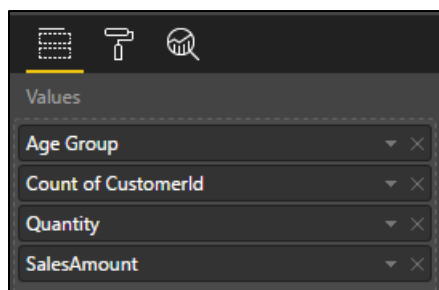 Values
Age Group
Count of CustomerId
Quantity
SalesAmount